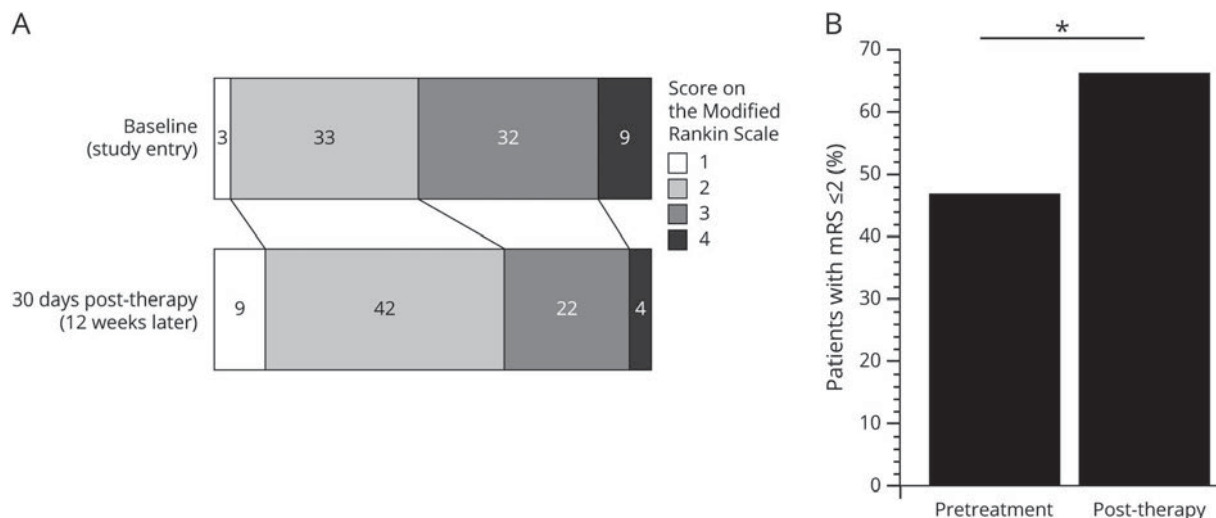 A
Baseline
(study entry)
3
33
32
9
30 days post-therapy
(12 weeks later)
9
42
22
4
Score on
the Modified
Rankin Scale
1
2
3
4
B
*
Patients with mRS ≤2 (%)
70
60
50
40
30
20
10
0
Pretreatment
Post-therapy